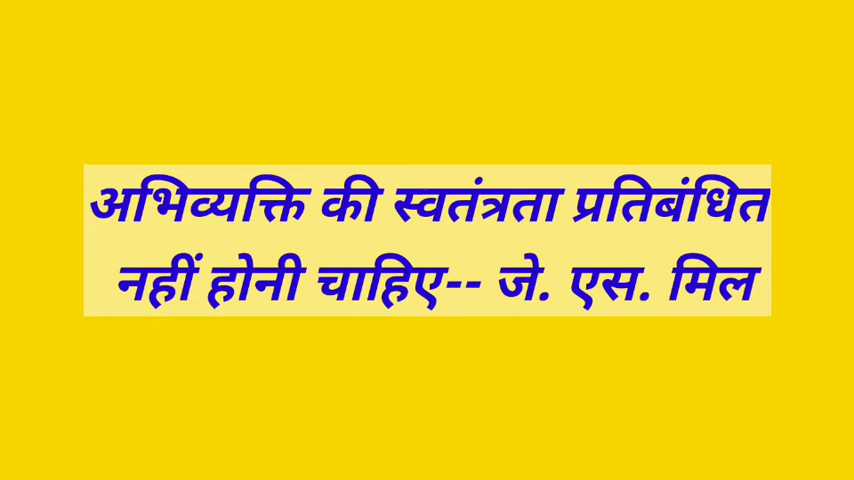 अभिव्यक्ति की स्वतंत्रता प्रतिबंधित
नहीं होनी चाहिए-- जे. एस. मिल